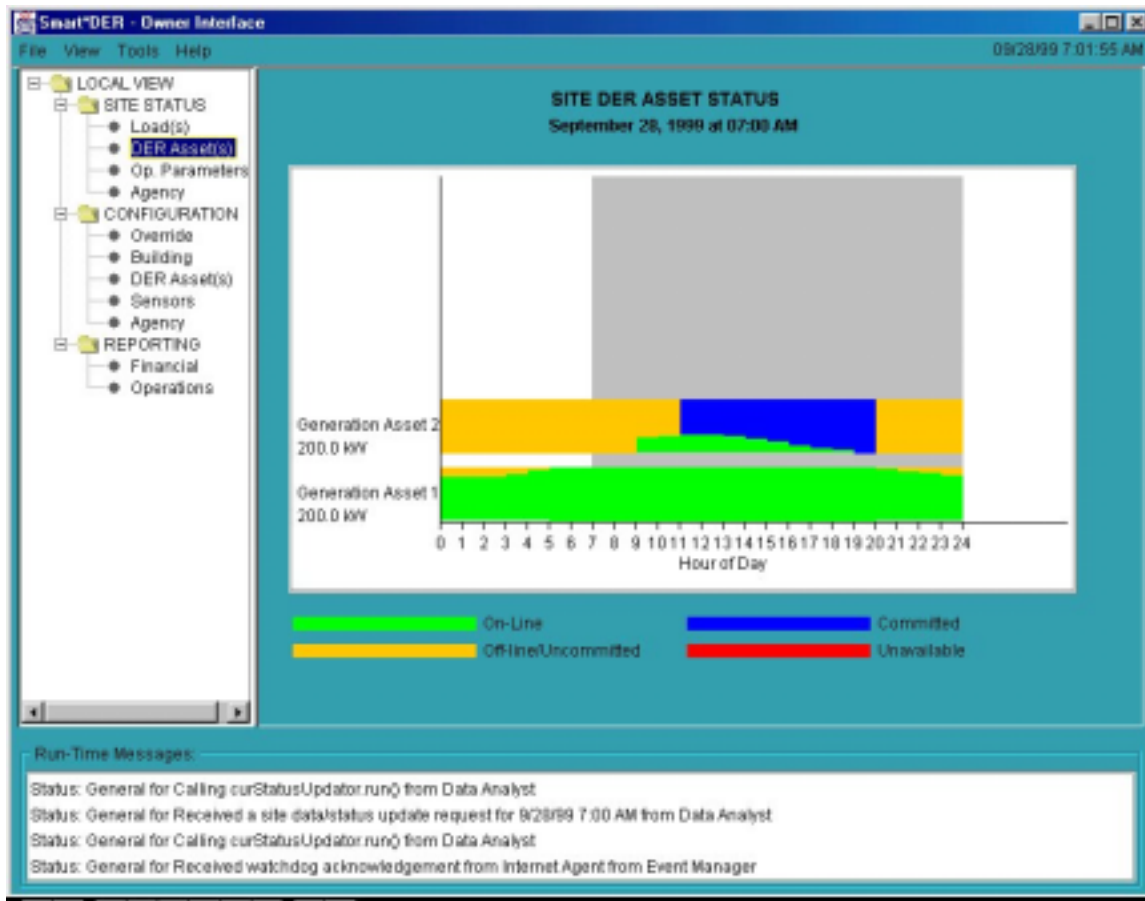 Smart*DER - Owner Interface
File View Tools Help
09/28/99 7:01:55 AM
LOCAL VIEW
SITE STATUS
Load(s)
DER Asset(s)
Op. Parameters
Agency
CONFIGURATION
Override
Building
DER Asset(s)
Sensors
Agency
REPORTING
Financial
Operations
SITE DER ASSET STATUS
September 28, 1999 at 07:00 AM
Generation Asset 2
200.0 kW
Generation Asset 1
200.0 kW
0 1 2 3 4 5 6 7 8 9 10 11 12 13 14 15 16 17 18 19 20 21 22 23 24
Hour of Day
On-Line
Committed
Off-line/Uncommitted
Unavailable
Run-Time Messages:
Status: General for Calling curStatusUpdator.run() from Data Analyst
Status: General for Received a site data/status update request for 9/28/99 7:00 AM from Data Analyst
Status: General for Calling curStatusUpdator.run() from Data Analyst
Status: General for Received watchdog acknowledgement from Internet Agent from Event Manager